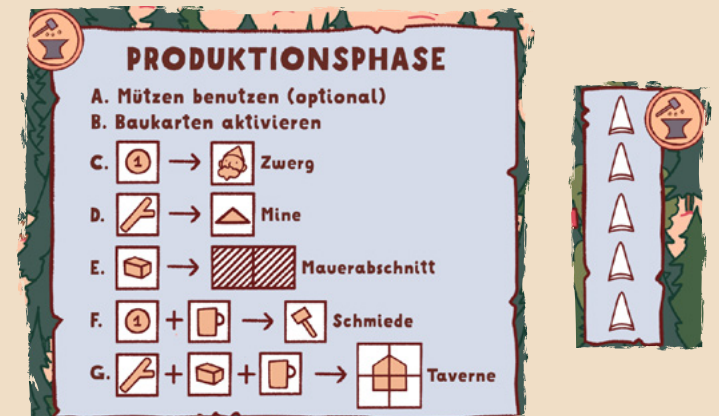 PRODUKTIONSPHASE
A. Mützen benutzen (optional)
B. Baukarten aktivieren
C. 1 → Zwerg
D. → Mine
E. → Mauerabschnitt
F. 1 + → Schmiede
G. + + → Taverne